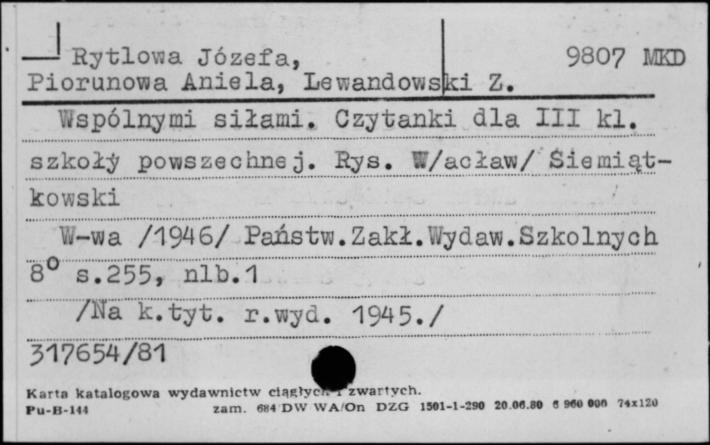 Rytlowa Józefa, 9807 MKD
Piorunowa Aniela, Lewandowski Z.
Wspólnymi siłami. Czytanki dla III kl.
szkoły powszechnej. Rys. W/acław/ Siemiąt-
kowski
W-wa /1946/ Państw.Zakł.Wydaw.Szkolnych
8° s.255, nlb.1
/Na k.tyt. r.wyd. 1945./
317654/81
Karta katalogowa wydawnictw ciągłych i zwartych.
Pu-B-144 zam. 684 DW WA/On DZG 1501-1-290 20.06.80 6 960 000 74x120